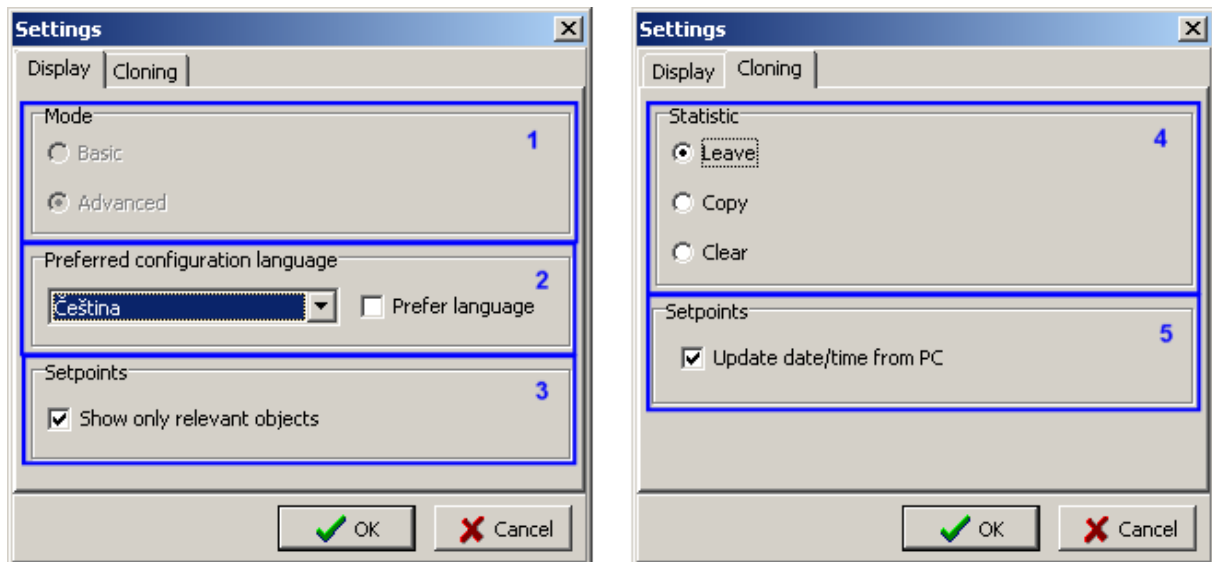 Settings
Display
Cloning
Mode
1
Basic
Advanced
Preferred configuration language
2
Čeština
Prefer language
Setpoints
3
Show only relevant objects
OK
Cancel
Settings
Display
Cloning
Statistic
4
Leave
Copy
Clear
Setpoints
5
Update date/time from PC
OK
Cancel